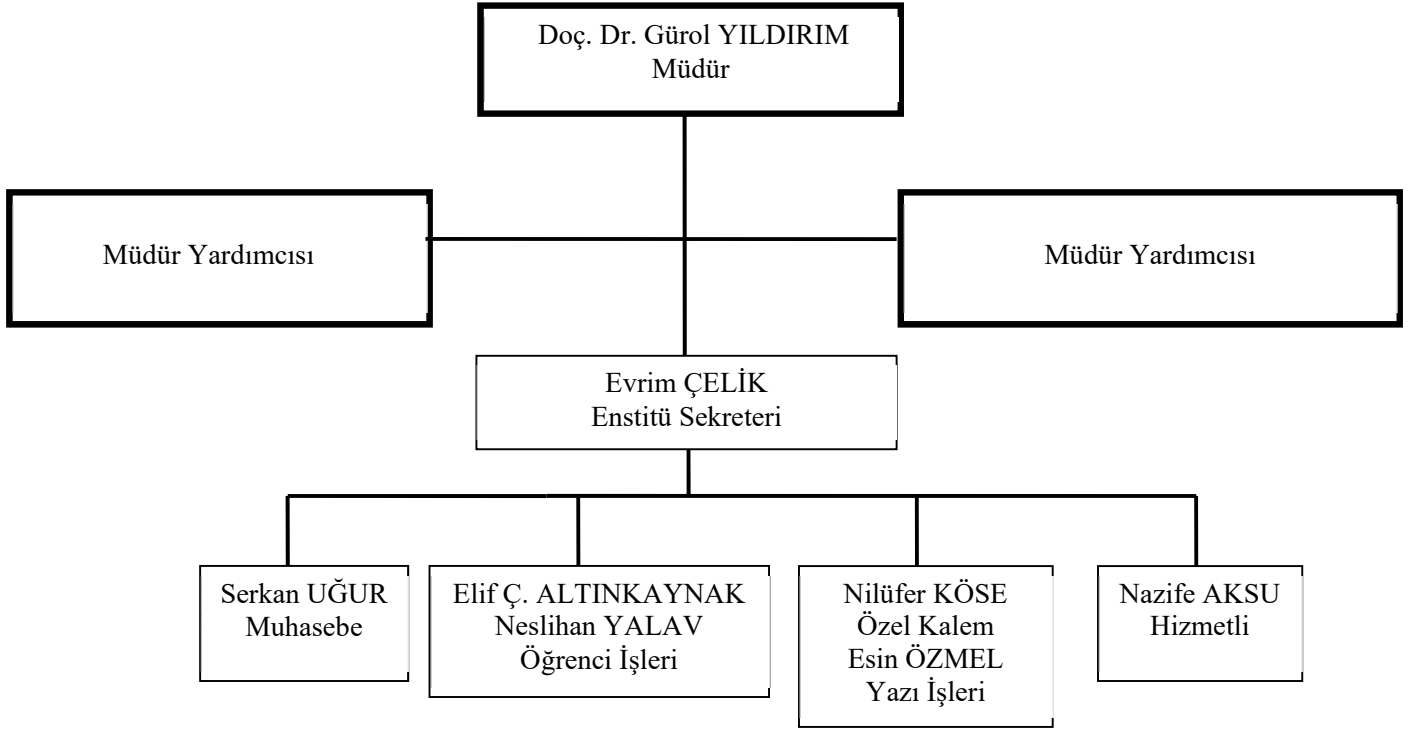 Doç. Dr. Gürol YILDIRIM
Müdür
Müdür Yardımcısı
Müdür Yardımcısı
Evrim ÇELİK
Enstitü Sekreteri
Serkan UĞUR
Muhasebe
Elif Ç. ALTINKAYNAK
Neslihan YALAV
Öğrenci İşleri
Nilüfer KÖSE
Özel Kalem
Esin ÖZMEL
Yazı İşleri
Nazife AKSU
Hizmetli